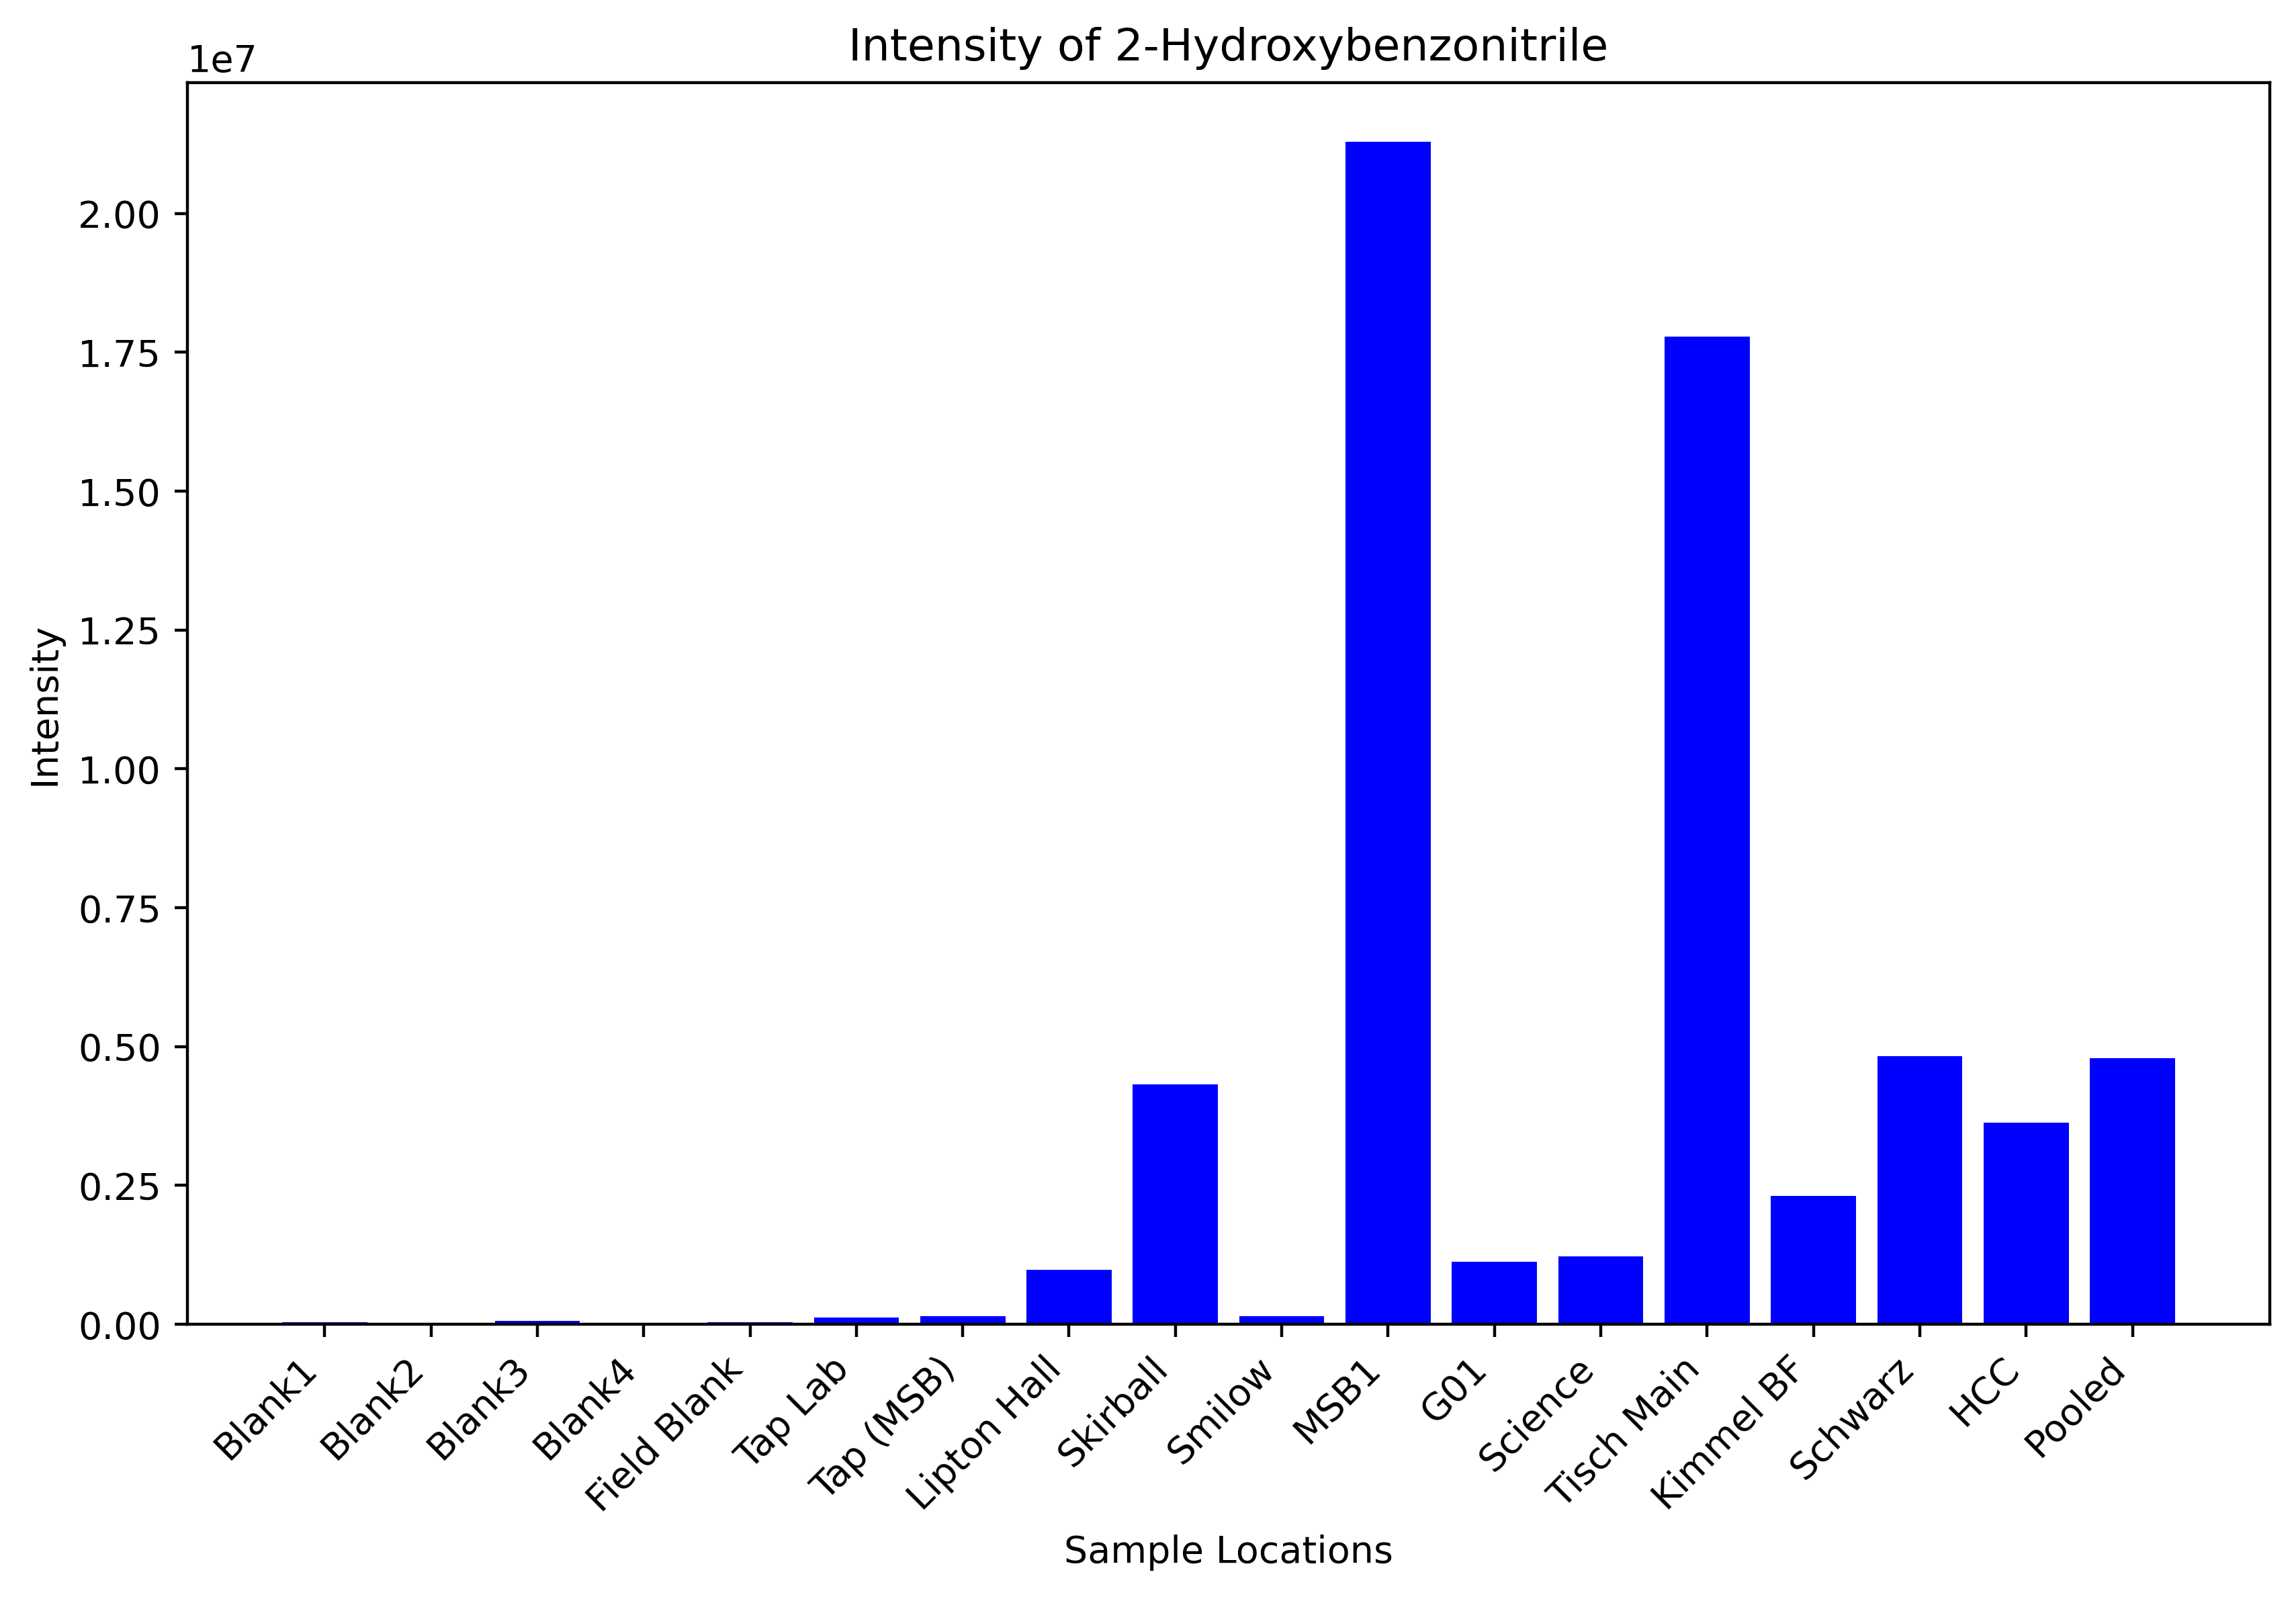 Intensity of 2-Hydroxybenzonitrile
1e7
2.00
1.75
1.50
1.25
1.00
0.75
0.50
0.25
0.00
Intensity
Blank1
Blank2
Blank3
Blank4
Field Blank
Tap Lab
Tap (MSB)
Lipton Hall
Skirball
Smilow
MSB1
G01
Science
Tisch Main
Kimmel BF
Schwarz
HCC
Pooled
Sample Locations